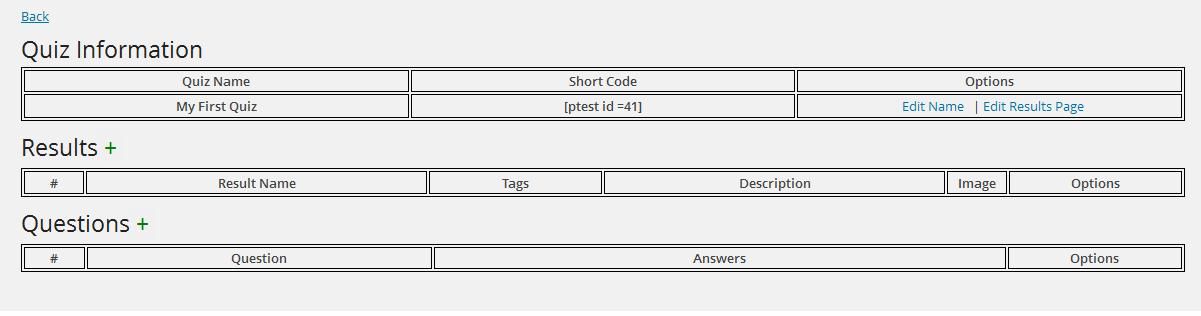 Back
Quiz Information
Quiz Name Short Code Options
My First Quiz [ptest id =41] Edit Name | Edit Results Page
Results +
# Result Name Tags Description Image Options
Questions +
# Question Answers Options